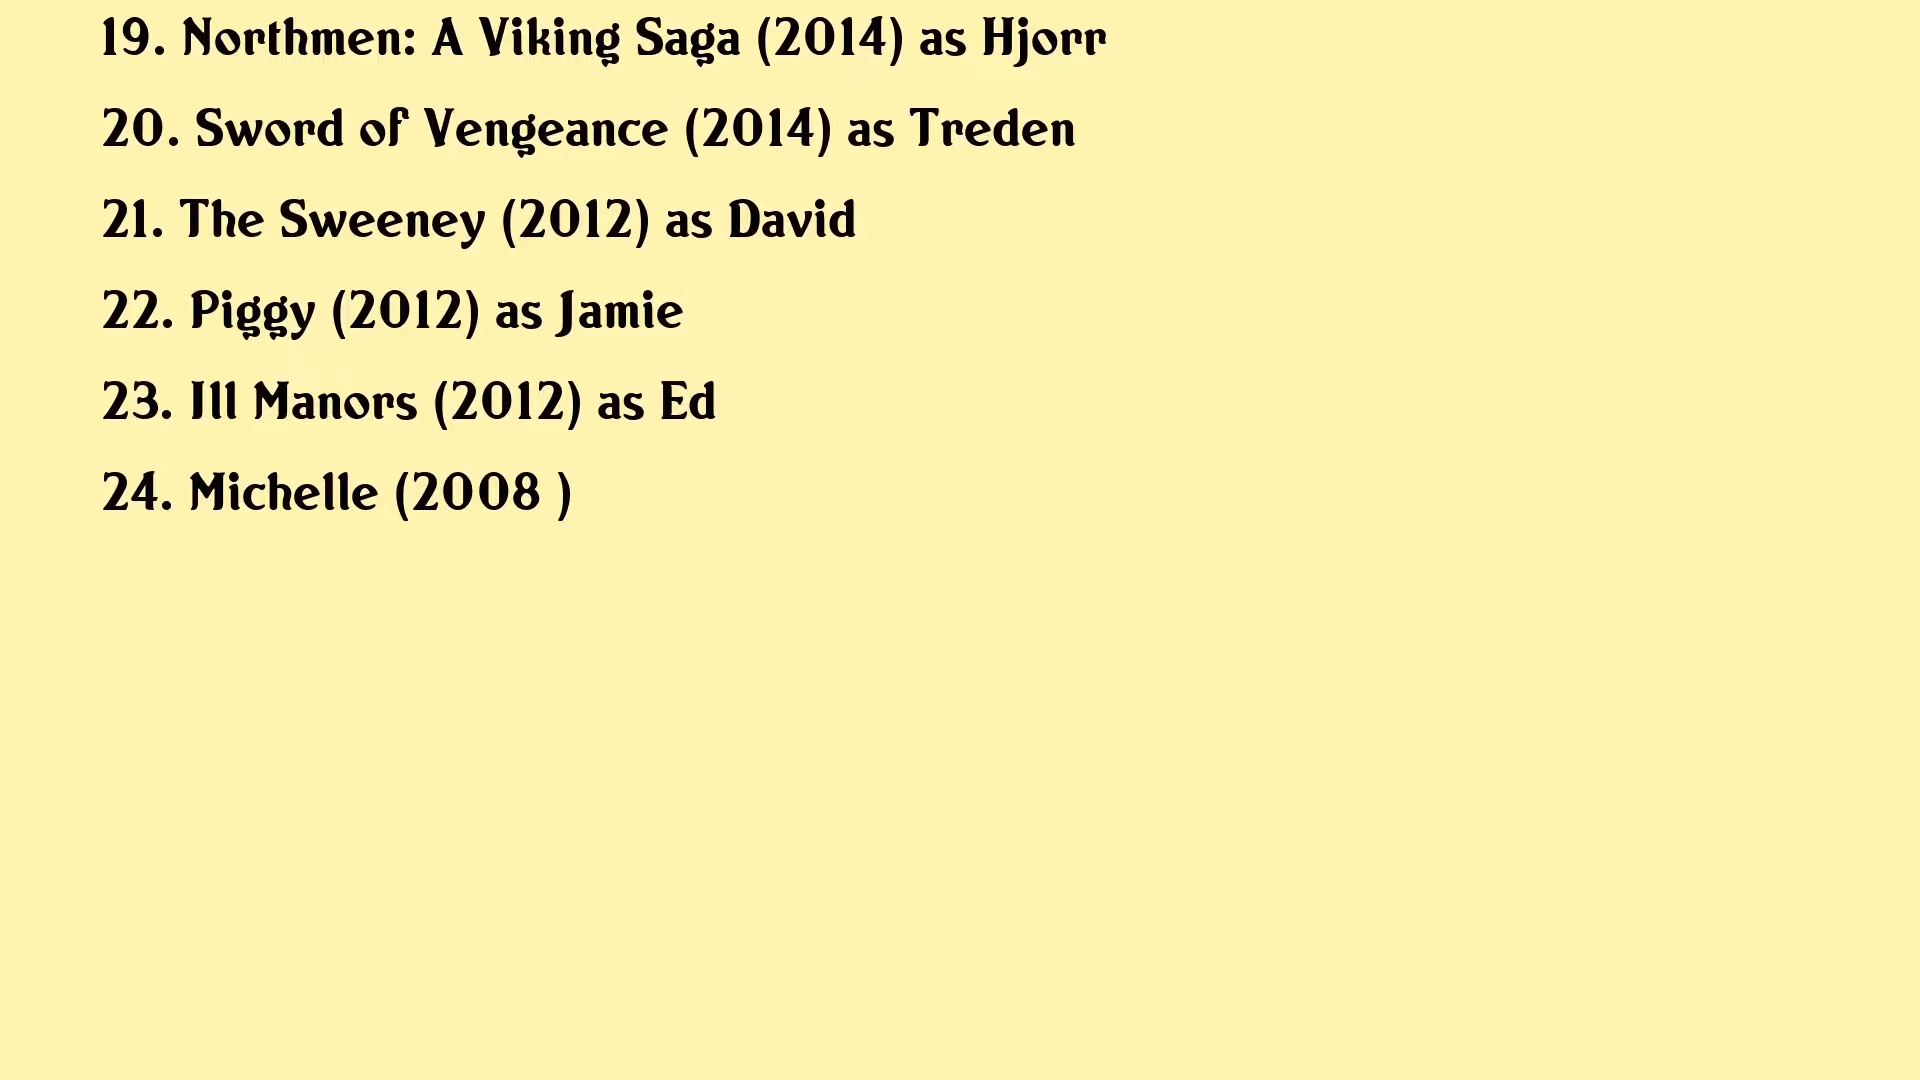 19. Northmen: A Viking Saga (2014) as Hjorr
20. Sword of Vengeance (2014) as Treden
21. The Sweeney (2012) as David
22. Piggy (2012) as Jamie
23. Ill Manors (2012) as Ed
24. Michelle (2008 )